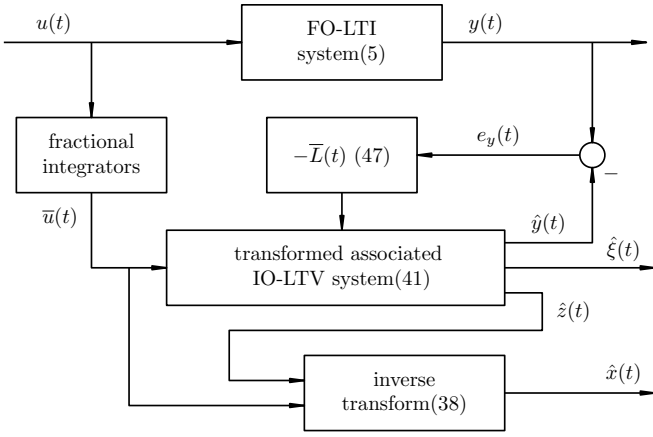 u(t)
FO-LTI
system(5)
y(t)
fractional
integrators
−L̅(t) (47)
e_y(t)
−
u̅(t)
transformed associated
IO-LTV system(41)
ŷ(t)
ξ̂(t)
ẑ(t)
inverse
transform(38)
x̂(t)